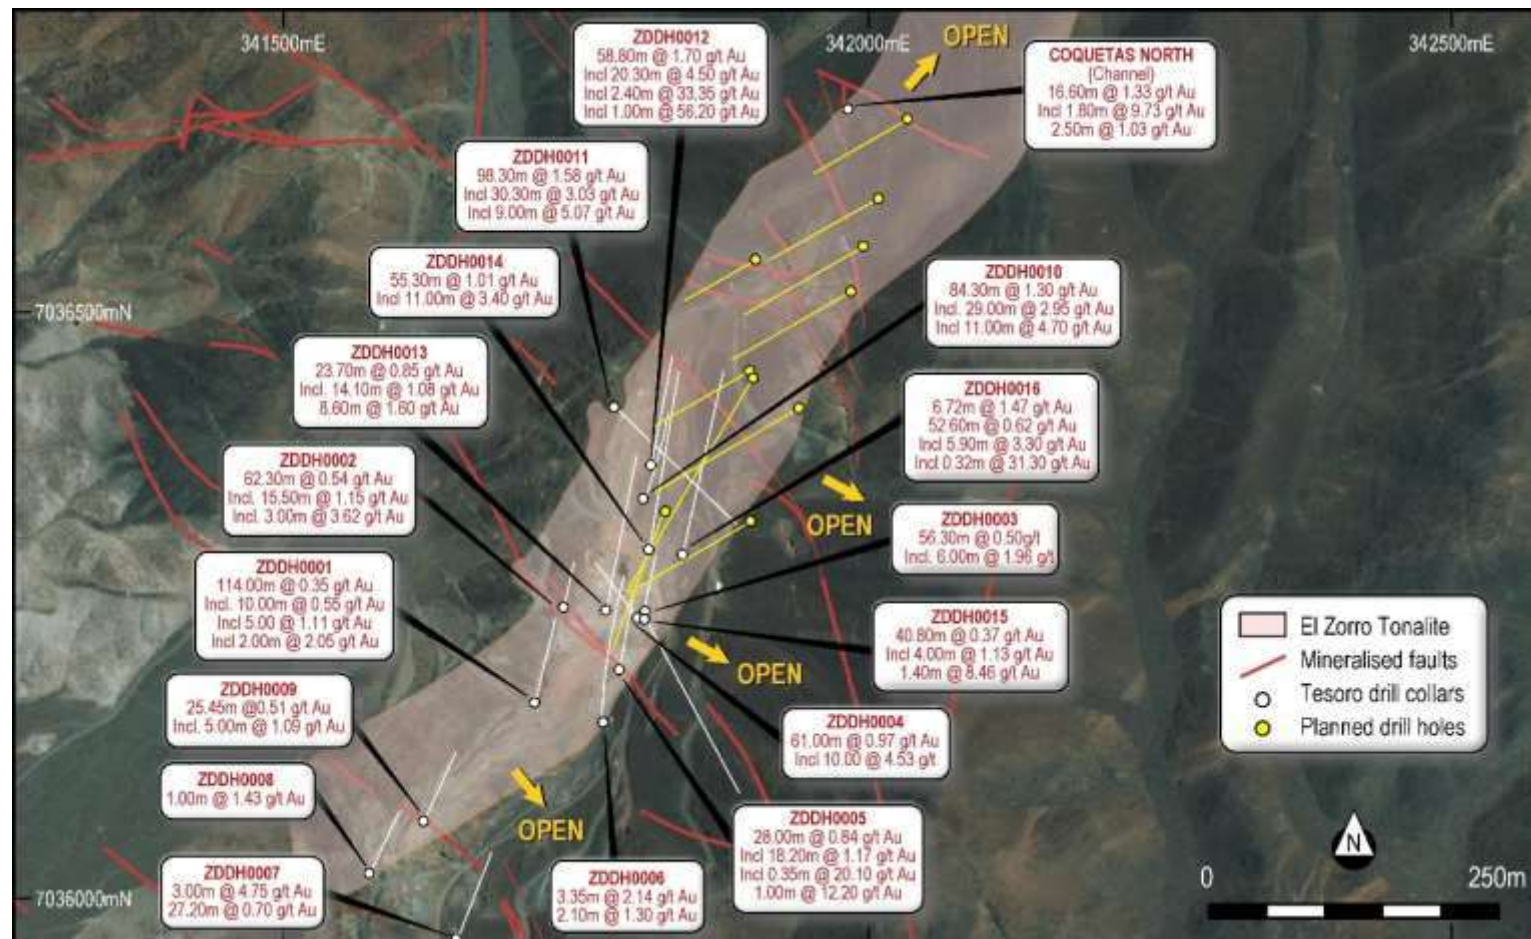 341500mE
342000mE
342500mE
OPEN
ZDDH0012
58.80m @ 1.70 g/t Au
Incl 20.30m @ 4.50 g/t Au
Incl 2.40m @ 33.35 g/t Au
Incl 1.00m @ 56.20 g/t Au
COQUETAS NORTH
(Channel)
16.60m @ 1.33 g/t Au
Incl 1.80m @ 9.73 g/t Au
2.50m @ 1.03 g/t Au
ZDDH0011
98.30m @ 1.58 g/t Au
Incl 30.30m @ 3.03 g/t Au
Incl 9.00m @ 5.07 g/t Au
ZDDH0014
55.30m @ 1.01 g/t Au
Incl 11.00m @ 3.40 g/t Au
ZDDH0010
84.30m @ 1.30 g/t Au
Incl. 29.00m @ 2.95 g/t Au
Incl 11.00m @ 4.70 g/t Au
7036500mN
ZDDH0013
23.70m @ 0.85 g/t Au
Incl. 14.10m @ 1.08 g/t Au
8.60m @ 1.60 g/t Au
ZDDH0016
6.72m @ 1.47 g/t Au
52.60m @ 0.62 g/t Au
Incl 5.90m @ 3.30 g/t Au
Incl 0.32m @ 31.30 g/t Au
ZDDH0002
62.30m @ 0.54 g/t Au
Incl. 15.50m @ 1.15 g/t Au
Incl. 3.00m @ 3.62 g/t Au
OPEN
ZDDH0003
56.30m @ 0.50g/t
Incl. 6.00m @ 1.96 g/t
ZDDH0001
114.00m @ 0.35 g/t Au
Incl. 10.00m @ 0.55 g/t Au
Incl 5.00 @ 1.11 g/t Au
Incl 2.00m @ 2.05 g/t Au
ZDDH0015
40.80m @ 0.37 g/t Au
Incl 4.00m @ 1.13 g/t Au
1.40m @ 8.46 g/t Au
OPEN
ZDDH0009
25.45m @0.51 g/t Au
Incl. 5.00m @ 1.09 g/t Au
ZDDH0004
61.00m @ 0.97 g/t Au
Incl 10.00 @ 4.53 g/t
ZDDH0008
1.00m @ 1.43 g/t Au
OPEN
ZDDH0005
28.00m @ 0.84 g/t Au
Incl 18.20m @ 1.17 g/t Au
Incl 0.35m @ 20.10 g/t Au
1.00m @ 12.20 g/t Au
ZDDH0007
3.00m @ 4.75 g/t Au
27.20m @ 0.70 g/t Au
ZDDH0006
3.35m @ 2.14 g/t Au
2.10m @ 1.30 g/t Au
7036000mN
El Zorro Tonalite
Mineralised faults
Tesoro drill collars
Planned drill holes
N
0
250m